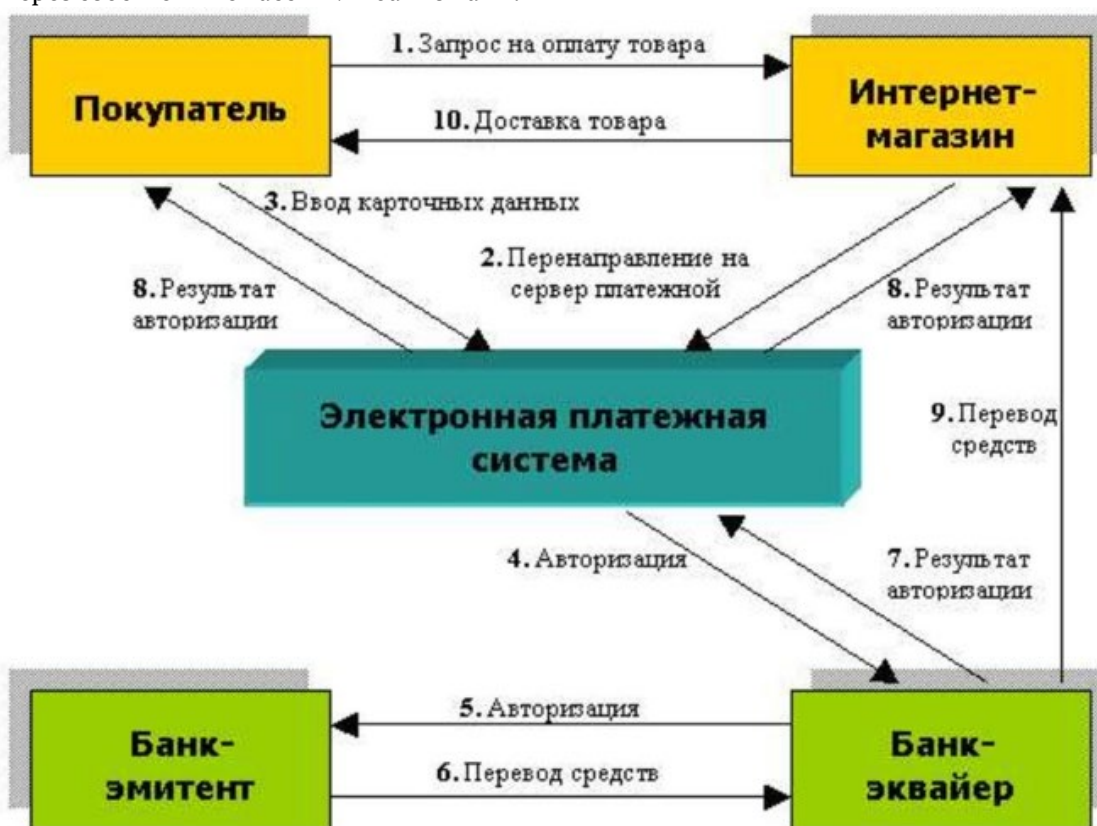 1. Запрос на оплату товара
Покупатель
Интернет-
магазин
10. Доставка товара
3. Ввод карточных данных
2. Перенаправление на
сервер платежной
8. Результат
авторизации
8. Результат
авторизации
Электронная платежная
система
9. Перевод
средств
4. Авторизация
7. Результат
авторизации
5. Авторизация
Банк-
эмитент
Банк-
эквайер
6. Перевод средств